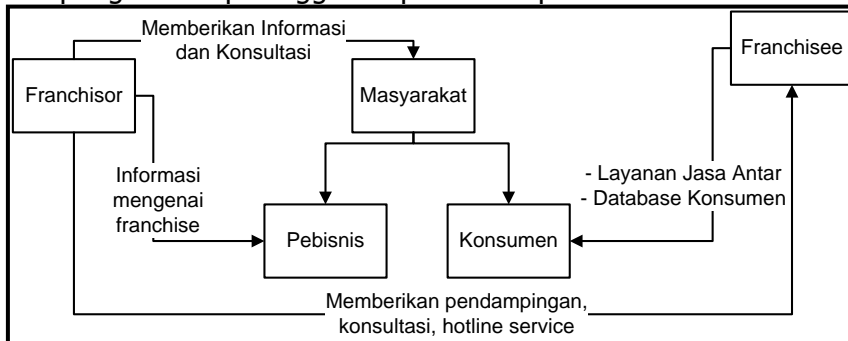 Memberikan Informasi
dan Konsultasi
Franchisee
Franchisor
Masyarakat
Informasi
mengenai
franchise
- Layanan Jasa Antar
- Database Konsumen
Pebisnis
Konsumen
Memberikan pendampingan,
konsultasi, hotline service